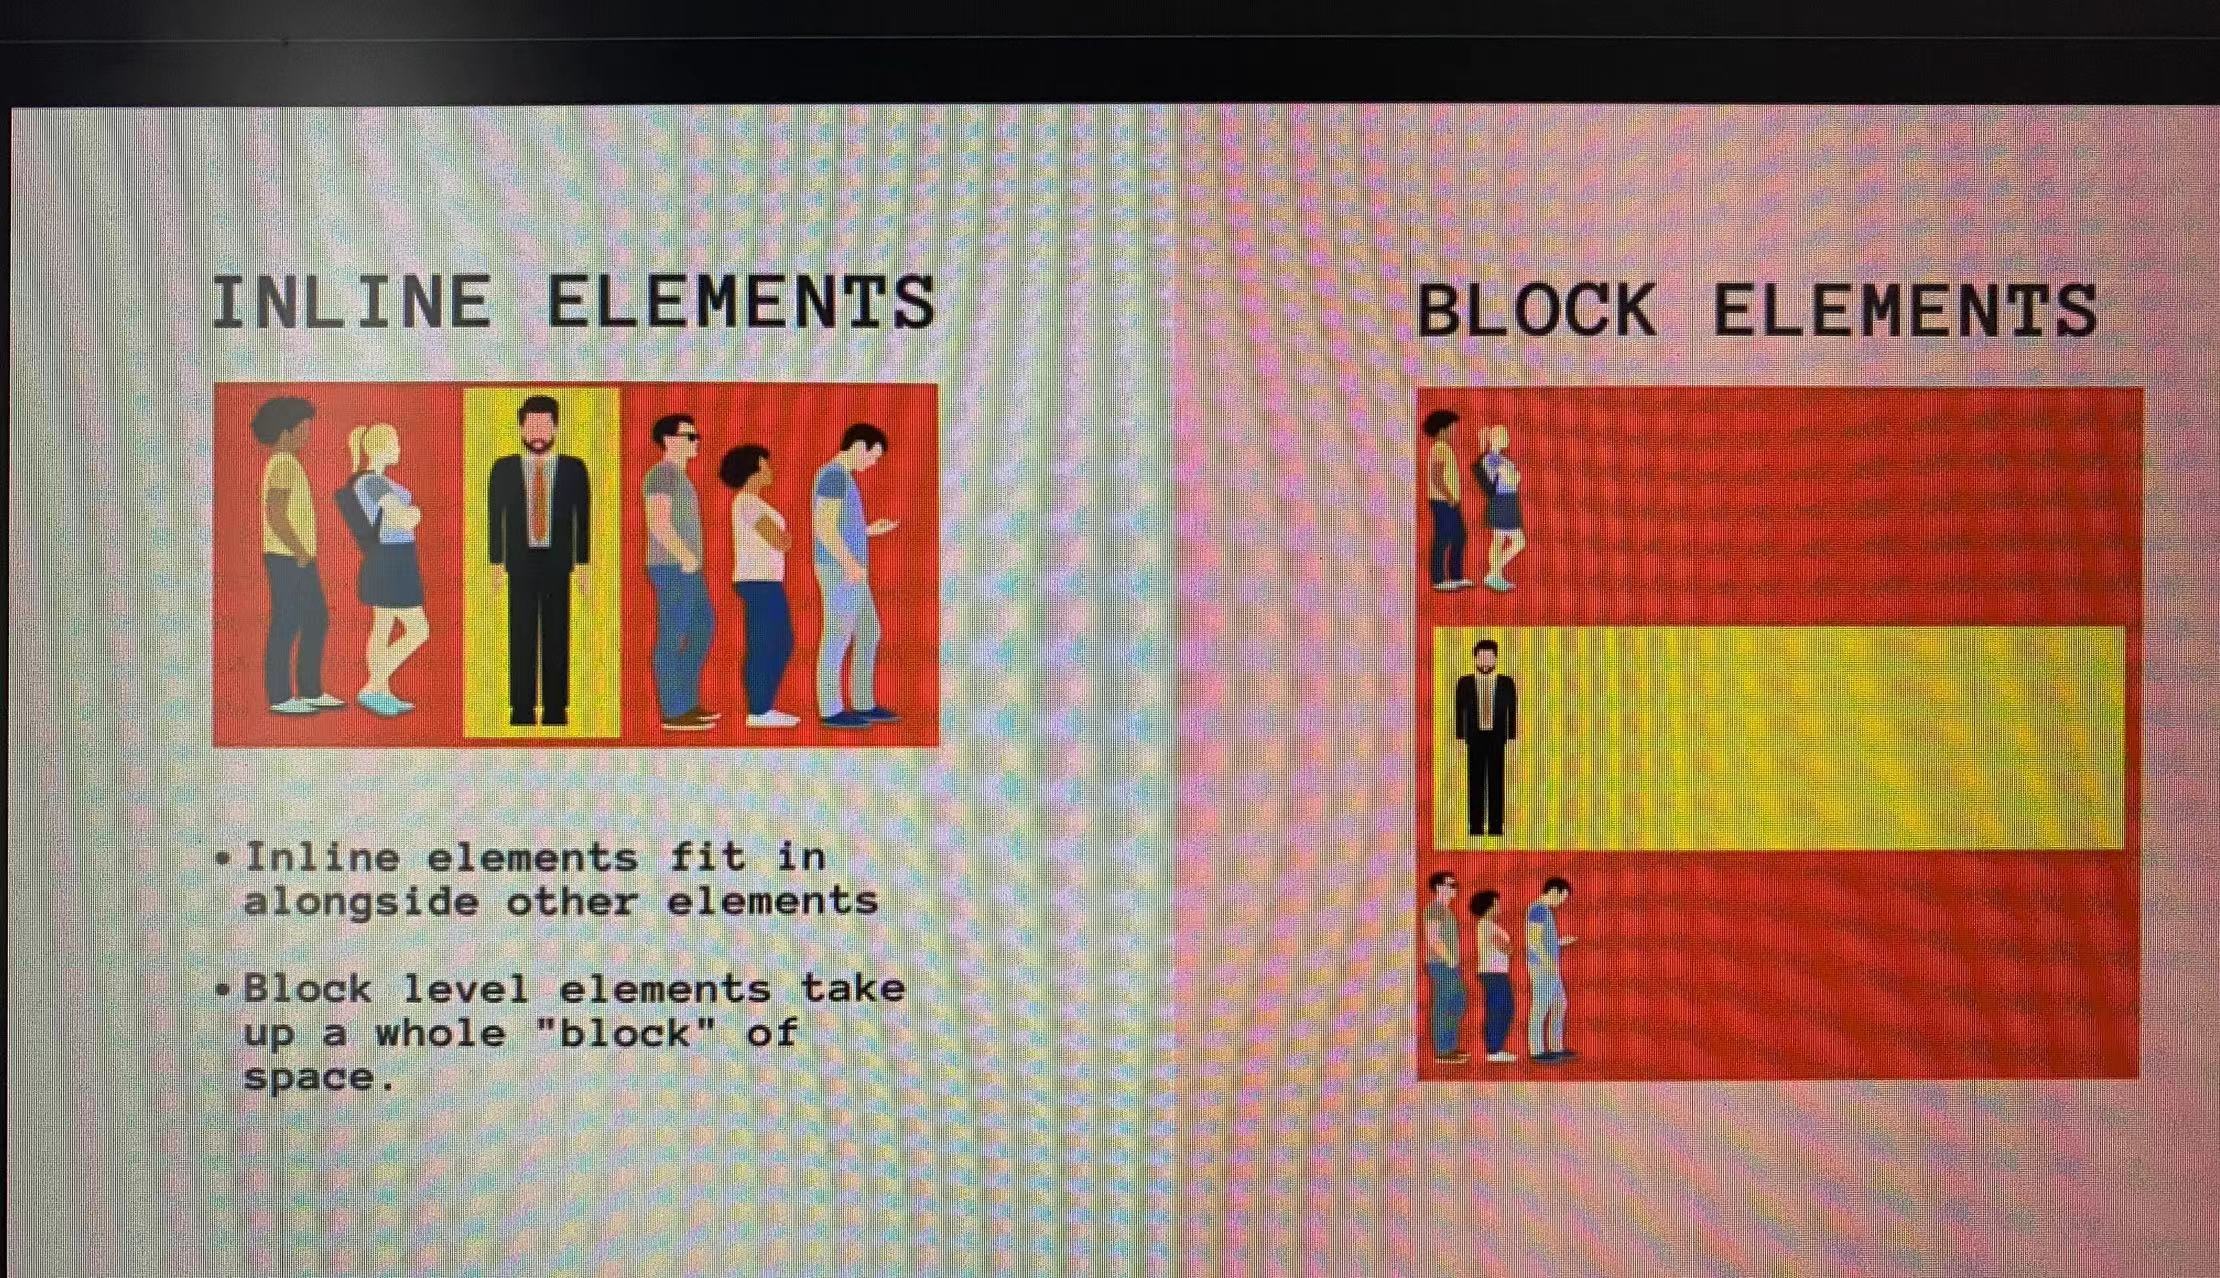 INLINE ELEMENTS
• Inline elements fit in
alongside other elements
• Block level elements take
up a whole "block" of
space.
BLOCK ELEMENTS